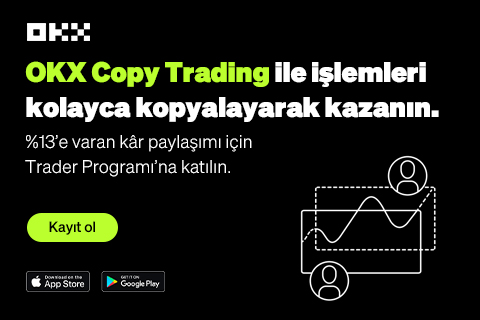 OKX
OKX Copy Trading ile işlemleri
kolayca kopyalayarak kazanın.
%13’e varan kâr paylaşımı için
Trader Programı’na katılın.
Kayıt ol
Download on the
App Store
GET IT ON
Google Play